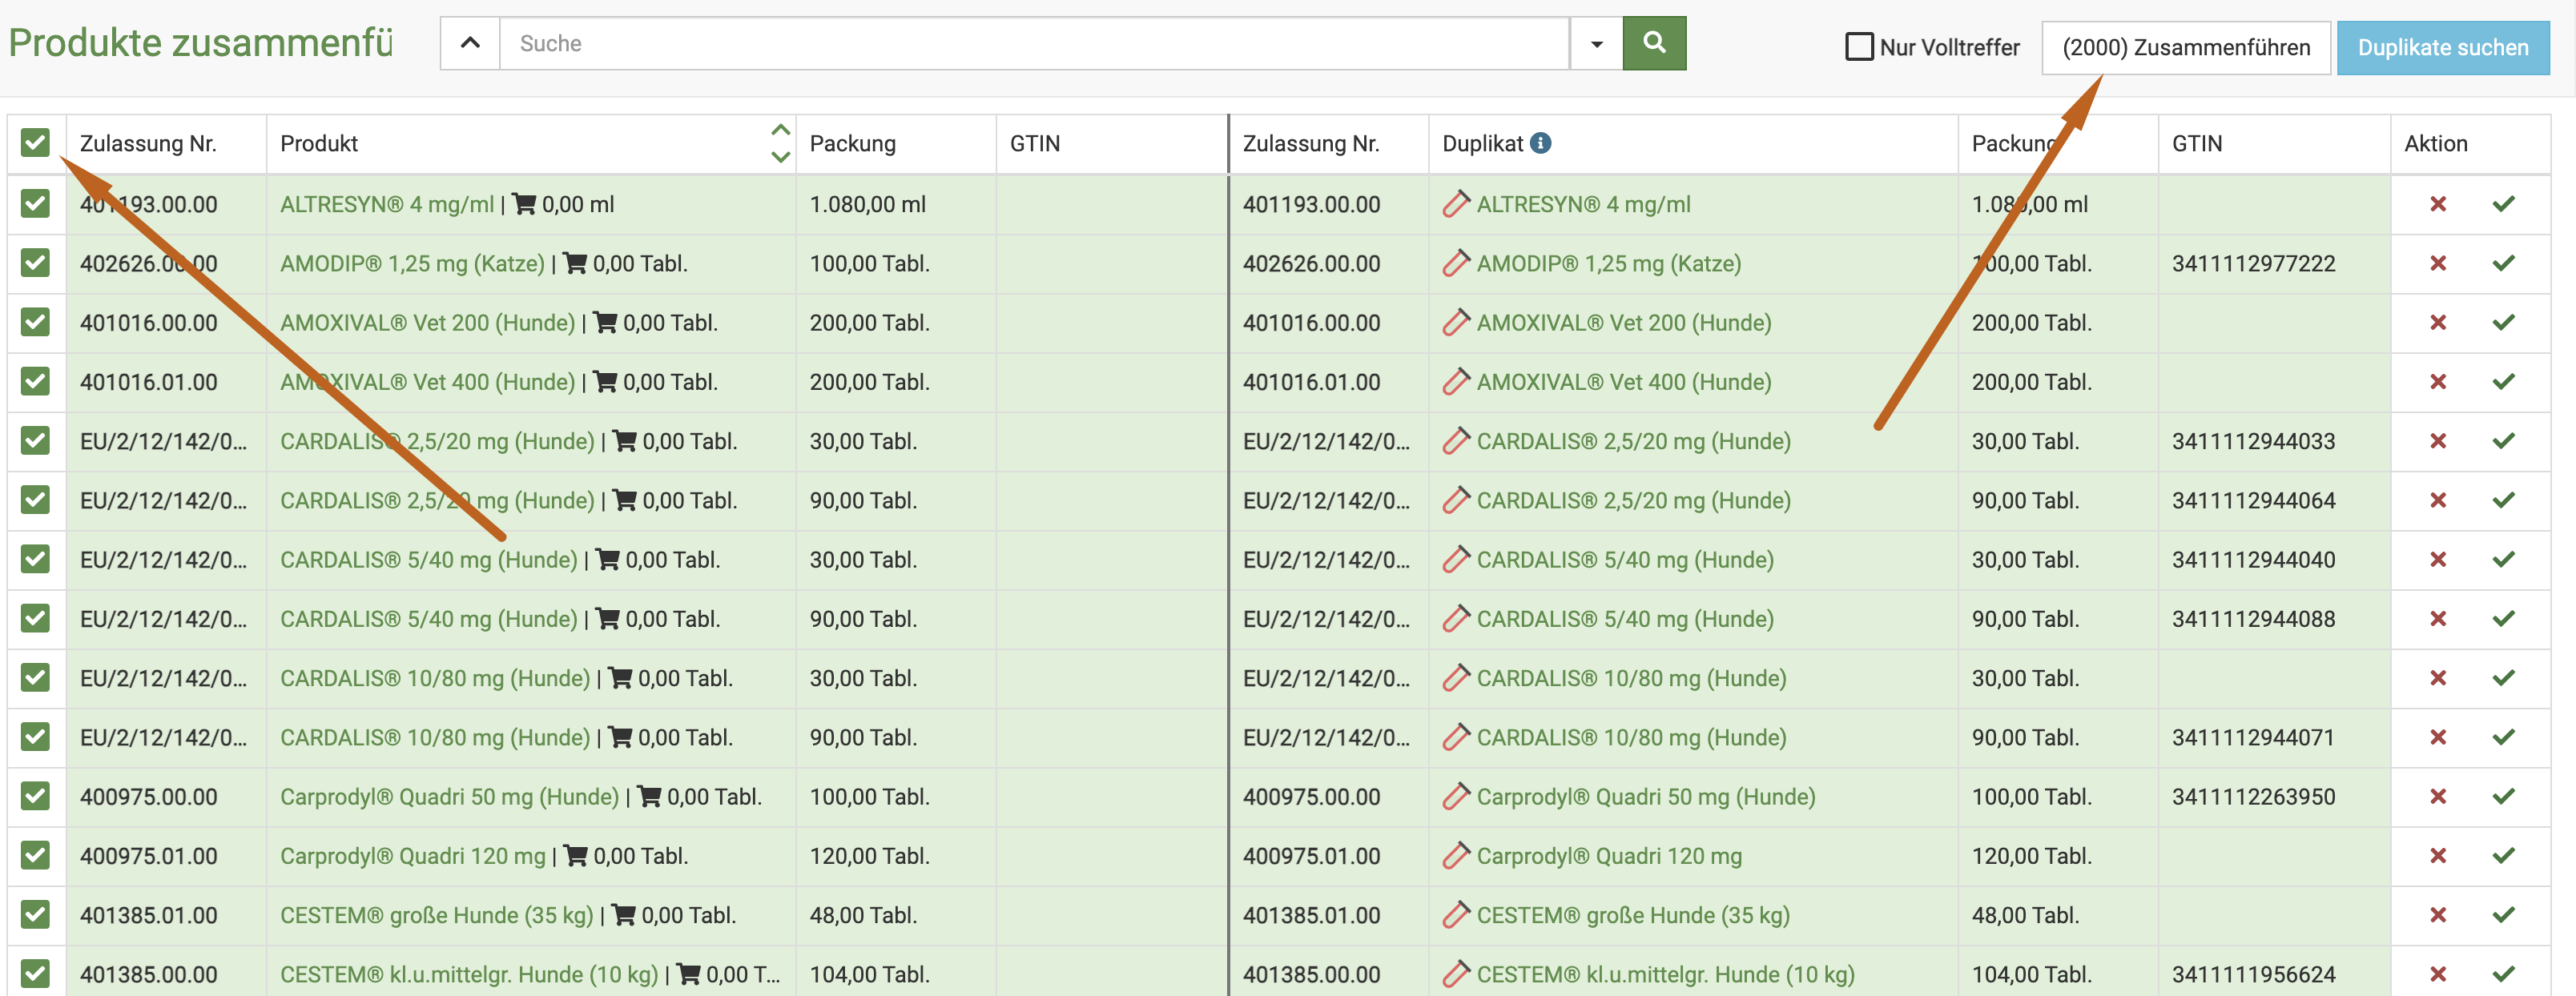 Produkte zusammenfü
Suche
Nur Volltreffer
(2000) Zusammenführen
Duplikate suchen
Zulassung Nr. Produkt Packung GTIN Zulassung Nr. Duplikat Packung GTIN Aktion
401193.00.00 ALTRESYN® 4 mg/ml | 0,00 ml 1.080,00 ml 401193.00.00 ALTRESYN® 4 mg/ml 1.080,00 ml
402626.00.00 AMODIP® 1,25 mg (Katze) | 0,00 Tabl. 100,00 Tabl. 402626.00.00 AMODIP® 1,25 mg (Katze) 100,00 Tabl. 3411112977222
401016.00.00 AMOXIVAL® Vet 200 (Hunde) | 0,00 Tabl. 200,00 Tabl. 401016.00.00 AMOXIVAL® Vet 200 (Hunde) 200,00 Tabl.
401016.01.00 AMOXIVAL® Vet 400 (Hunde) | 0,00 Tabl. 200,00 Tabl. 401016.01.00 AMOXIVAL® Vet 400 (Hunde) 200,00 Tabl.
EU/2/12/142/0... CARDALIS® 2,5/20 mg (Hunde) | 0,00 Tabl. 30,00 Tabl. EU/2/12/142/0... CARDALIS® 2,5/20 mg (Hunde) 30,00 Tabl. 3411112944033
EU/2/12/142/0... CARDALIS® 2,5/20 mg (Hunde) | 0,00 Tabl. 90,00 Tabl. EU/2/12/142/0... CARDALIS® 2,5/20 mg (Hunde) 90,00 Tabl. 3411112944064
EU/2/12/142/0... CARDALIS® 5/40 mg (Hunde) | 0,00 Tabl. 30,00 Tabl. EU/2/12/142/0... CARDALIS® 5/40 mg (Hunde) 30,00 Tabl. 3411112944040
EU/2/12/142/0... CARDALIS® 5/40 mg (Hunde) | 0,00 Tabl. 90,00 Tabl. EU/2/12/142/0... CARDALIS® 5/40 mg (Hunde) 90,00 Tabl. 3411112944088
EU/2/12/142/0... CARDALIS® 10/80 mg (Hunde) | 0,00 Tabl. 30,00 Tabl. EU/2/12/142/0... CARDALIS® 10/80 mg (Hunde) 30,00 Tabl.
EU/2/12/142/0... CARDALIS® 10/80 mg (Hunde) | 0,00 Tabl. 90,00 Tabl. EU/2/12/142/0... CARDALIS® 10/80 mg (Hunde) 90,00 Tabl. 3411112944071
400975.00.00 Carprodyl® Quadri 50 mg (Hunde) | 0,00 Tabl. 100,00 Tabl. 400975.00.00 Carprodyl® Quadri 50 mg (Hunde) 100,00 Tabl. 3411112263950
400975.01.00 Carprodyl® Quadri 120 mg | 0,00 Tabl. 120,00 Tabl. 400975.01.00 Carprodyl® Quadri 120 mg 120,00 Tabl.
401385.01.00 CESTEM® große Hunde (35 kg) | 0,00 Tabl. 48,00 Tabl. 401385.01.00 CESTEM® große Hunde (35 kg) 48,00 Tabl.
401385.00.00 CESTEM® kl.u.mittelgr. Hunde (10 kg) | 0,00 T... 104,00 Tabl. 401385.00.00 CESTEM® kl.u.mittelgr. Hunde (10 kg) 104,00 Tabl. 3411111956624